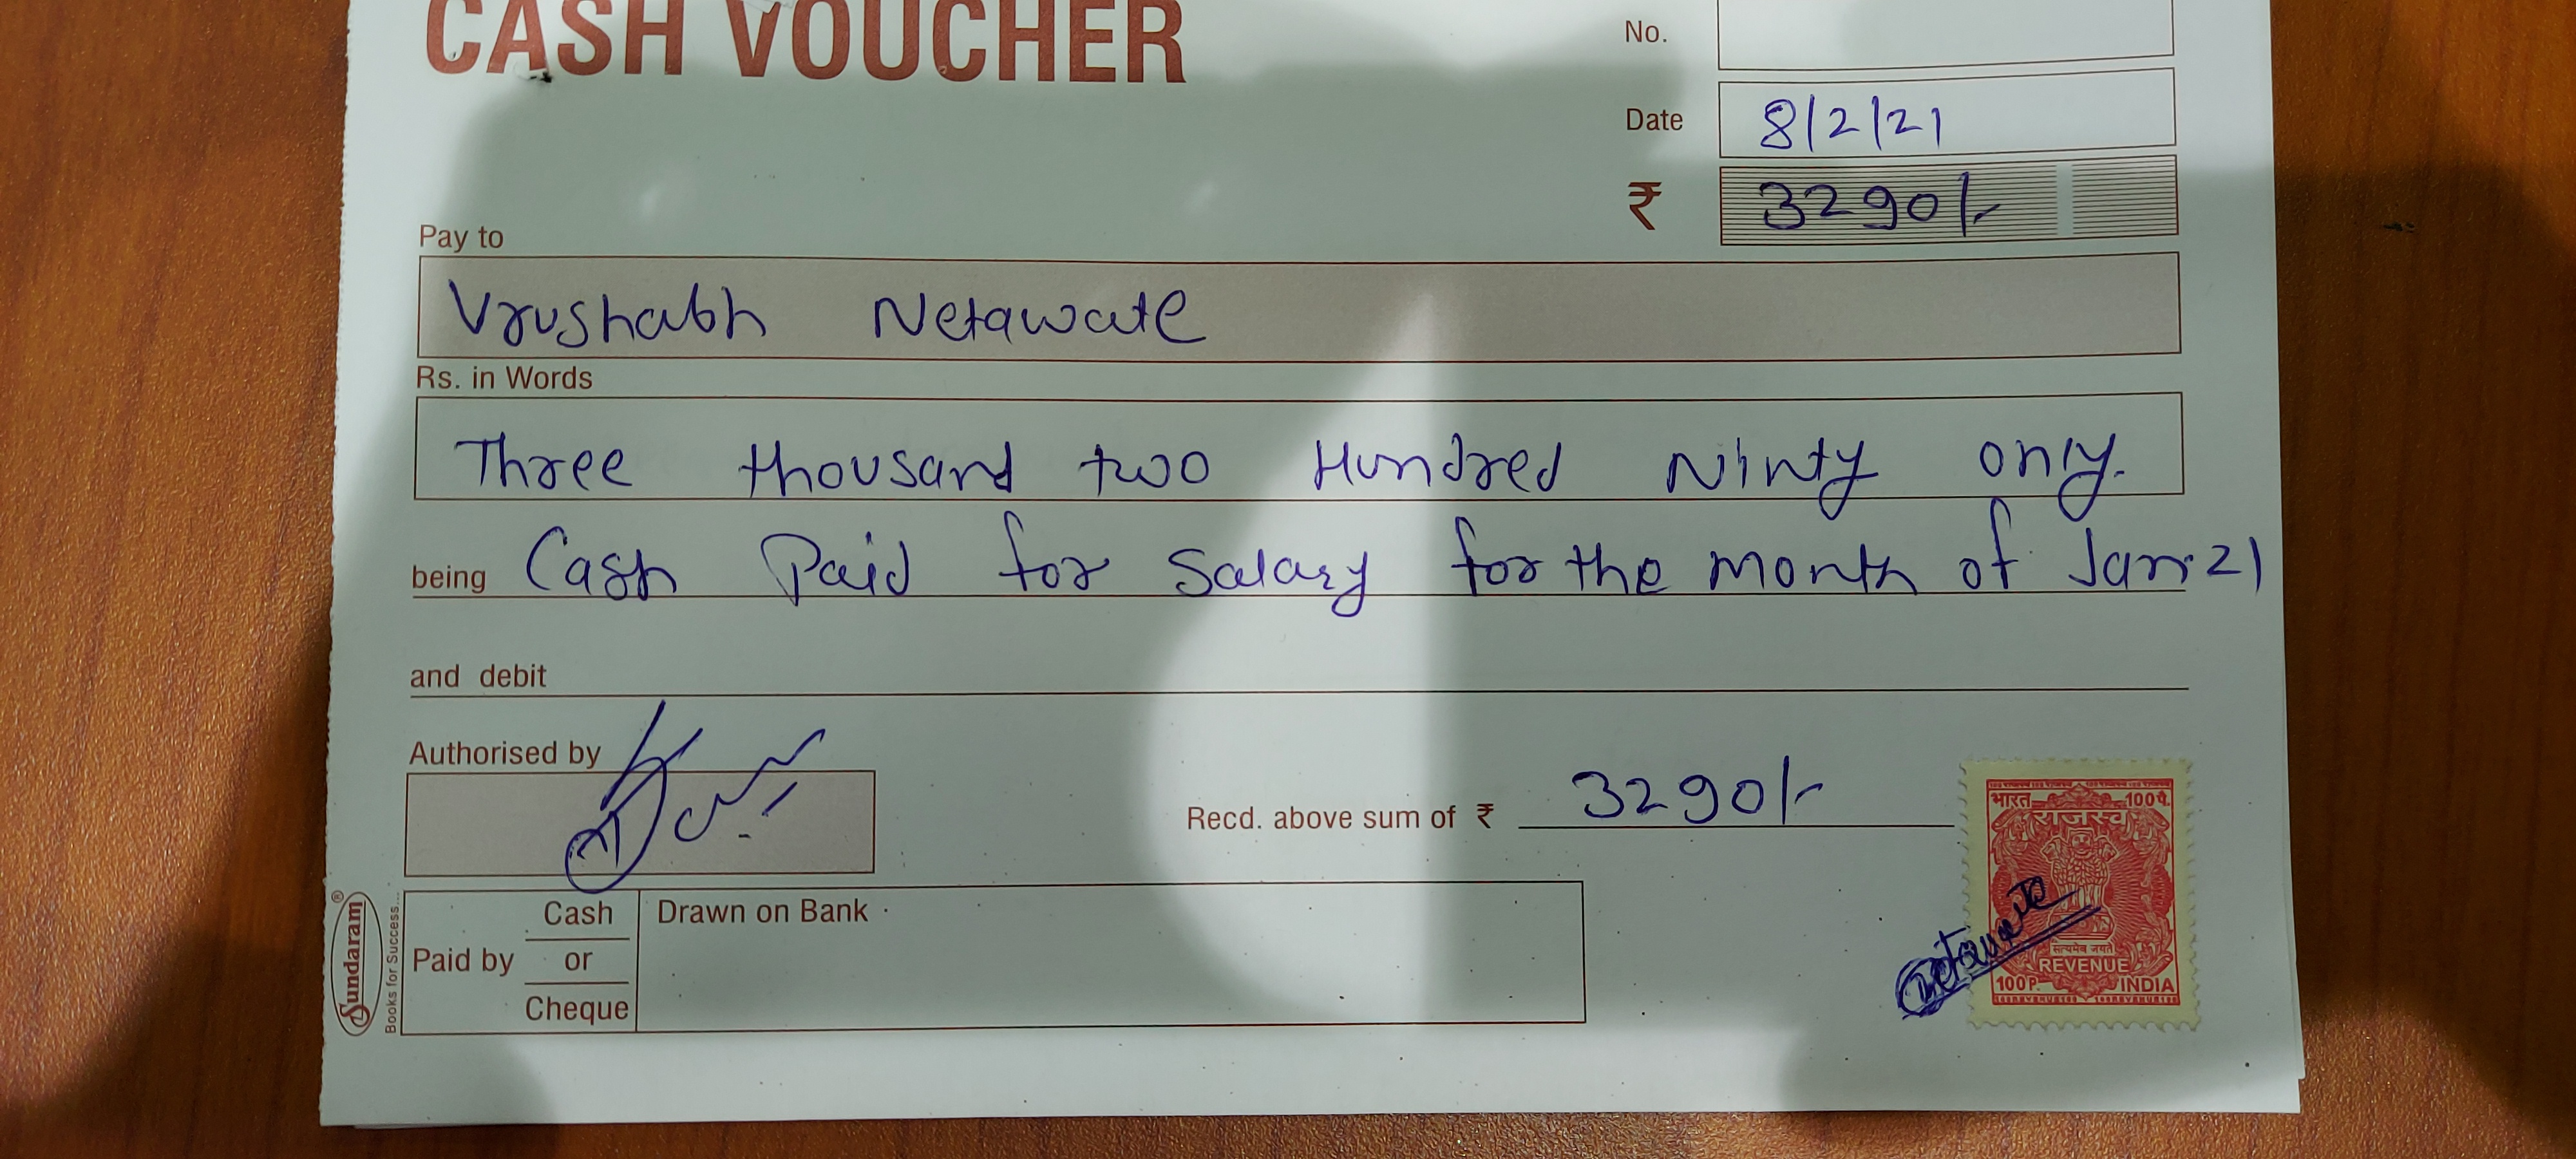 CASH VOUCHER
No.
Date 8/2/21
₹ 3290/-
Pay to
Vrushabh Netawate
Rs. in Words
Three thousand two Hundred Ninty only.
being Cash Paid for Salary for the month of Jan 21
and debit
Authorised by
Recd. above sum of ₹ 3290/-
Netawate
भारत राजस्व
100P. REVENUE INDIA
Cash
Paid by or
Cheque
Drawn on Bank
Sundaram®
Books for Success...